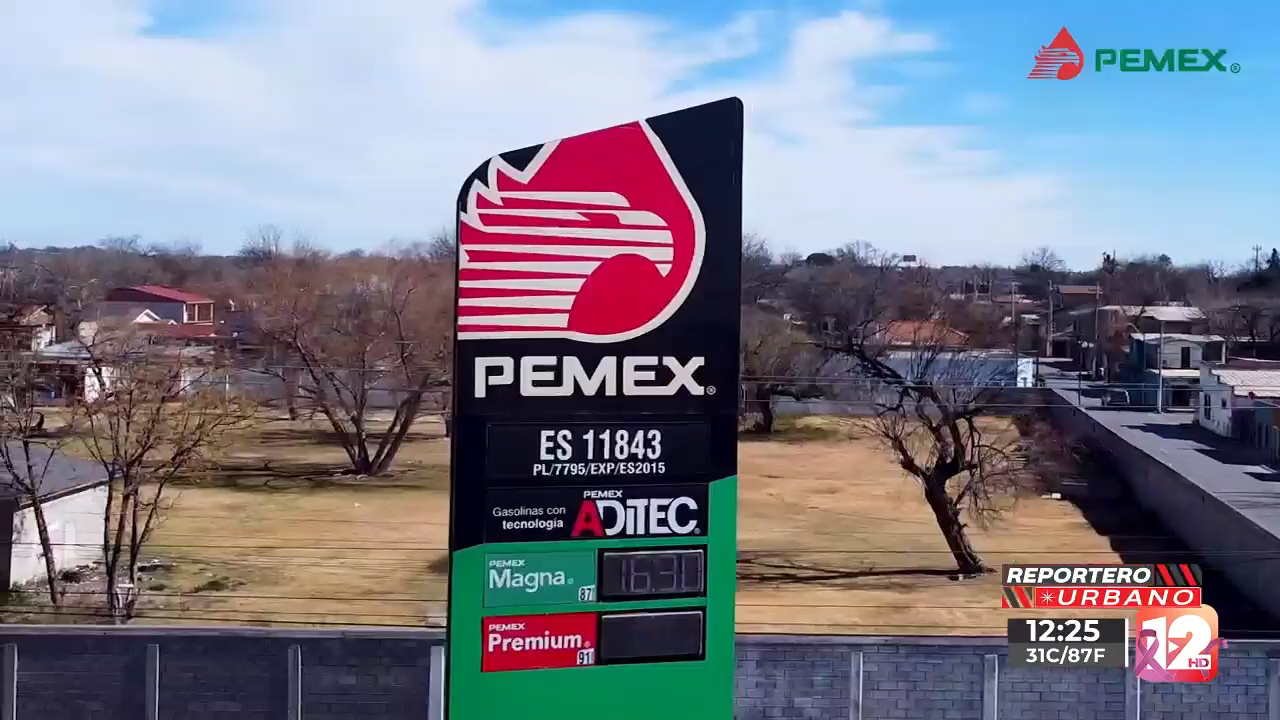 PEMEX®
PEMEX®
ES 11843
PL/7795/EXP/ES2015
Gasolinas con
tecnología
PEMEX
ADITEC®
PEMEX
Magna® 87
16.30
PEMEX
Premium® 91
REPORTERO
URBANO
12:25
31C/87F
12
HD